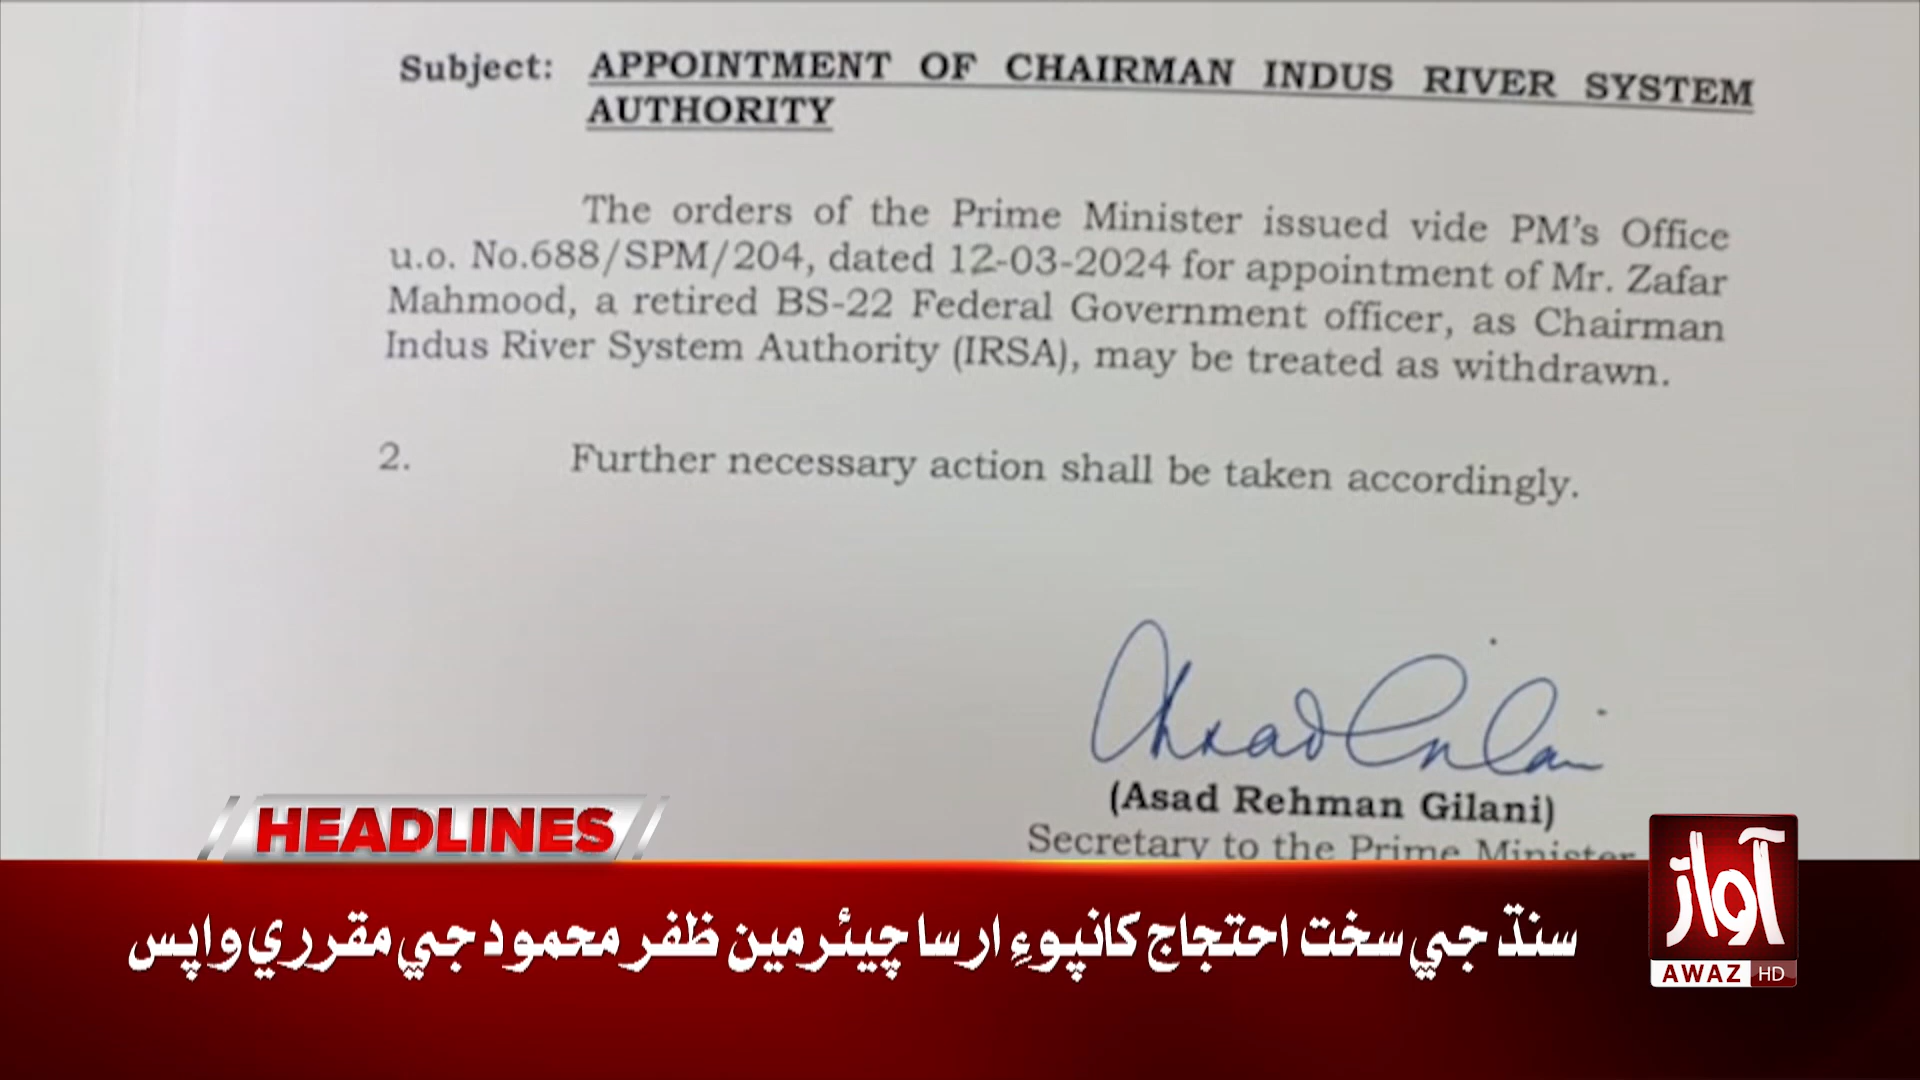 Subject: APPOINTMENT OF CHAIRMAN INDUS RIVER SYSTEM
AUTHORITY
The orders of the Prime Minister issued vide PM's Office
u.o. No.688/SPM/204, dated 12-03-2024 for appointment of Mr. Zafar
Mahmood, a retired BS-22 Federal Government officer, as Chairman
Indus River System Authority (IRSA), may be treated as withdrawn.
2. Further necessary action shall be taken accordingly.
Asad Gilani
(Asad Rehman Gilani)
Secretary to the Prime Minister
HEADLINES
سنڌ جي سخت احتجاج کانپوءِ ارسا چيئرمين ظفر محمود جي مقرري واپس
آواز
AWAZ HD